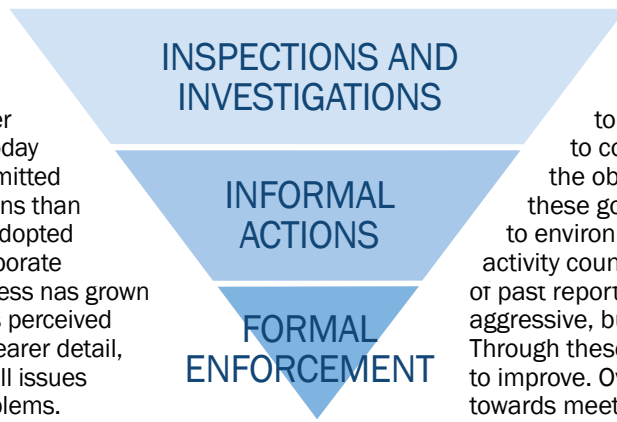 er
day
mitted
ns than
dopted
porate
ess has grown
s perceived
earer detail,
ll issues
blems.
INSPECTIONS AND
INVESTIGATIONS
INFORMAL
ACTIONS
FORMAL
ENFORCEMENT
to
to co
the ob
these go
to environ
activity coun
of past report
aggressive, bu
Through these
to improve. Ov
towards meet